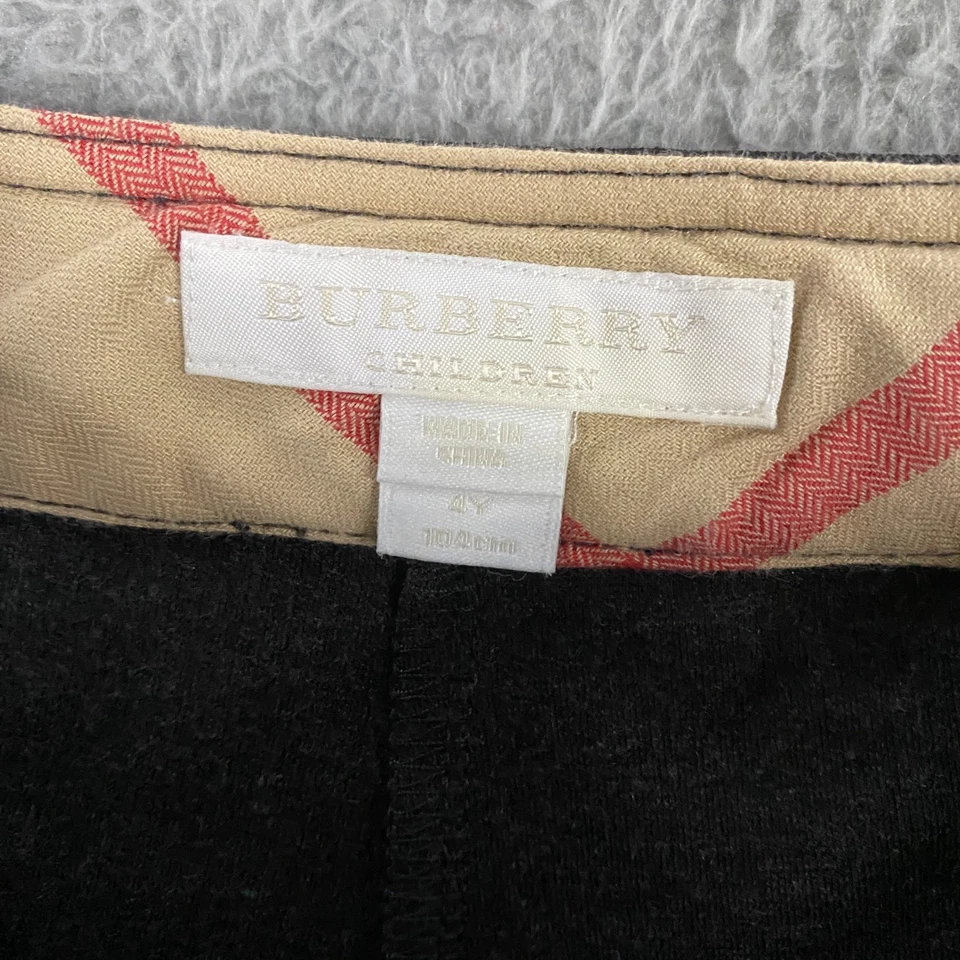 BURBERRY
CHILDREN
MADE IN
CHINA
4Y
104cm